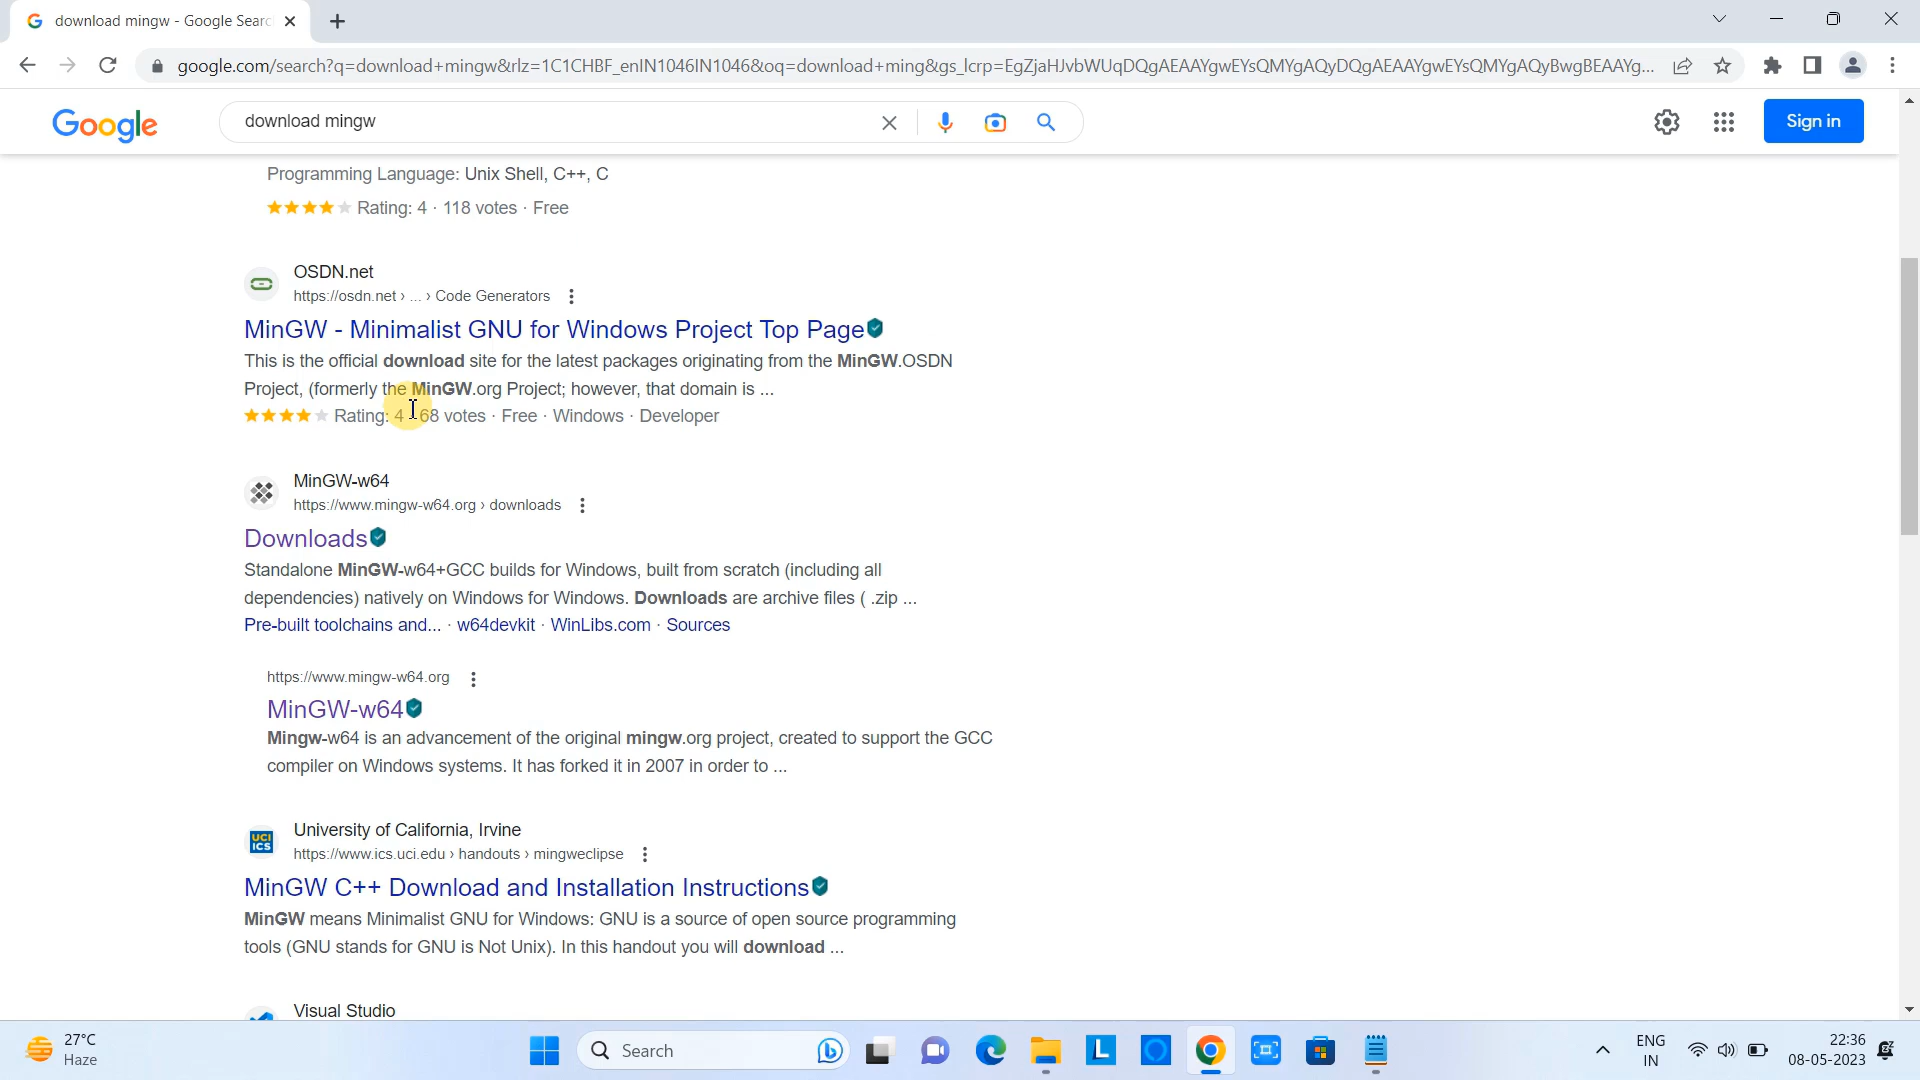 download mingw - Google Searc
google.com/search?q=download+mingw&rlz=1C1CHBF_enIN1046IN1046&oq=download+ming&gs_lcrp=EgZjaHJvbWUqDQgAEAAYgwEYsQMYgAQyDQgAEAAYgwEYsQMYgAQyBwgBEAAYg...
Google
download mingw
Sign in
Programming Language: Unix Shell, C++, C
Rating: 4 · 118 votes · Free
OSDN.net
https://osdn.net › ... › Code Generators
MinGW - Minimalist GNU for Windows Project Top Page
This is the official download site for the latest packages originating from the MinGW.OSDN
Project, (formerly the MinGW.org Project; however, that domain is ...
Rating: 4 · 68 votes · Free · Windows · Developer
MinGW-w64
https://www.mingw-w64.org › downloads
Downloads
Standalone MinGW-w64+GCC builds for Windows, built from scratch (including all
dependencies) natively on Windows for Windows. Downloads are archive files ( .zip ...
Pre-built toolchains and... · w64devkit · WinLibs.com · Sources
https://www.mingw-w64.org
MinGW-w64
Mingw-w64 is an advancement of the original mingw.org project, created to support the GCC
compiler on Windows systems. It has forked it in 2007 in order to ...
UCI
ICS
University of California, Irvine
https://www.ics.uci.edu › handouts › mingweclipse
MinGW C++ Download and Installation Instructions
MinGW means Minimalist GNU for Windows: GNU is a source of open source programming
tools (GNU stands for GNU is Not Unix). In this handout you will download ...
Visual Studio
27°C
Haze
Search
L
ENG
IN
22:36
08-05-2023